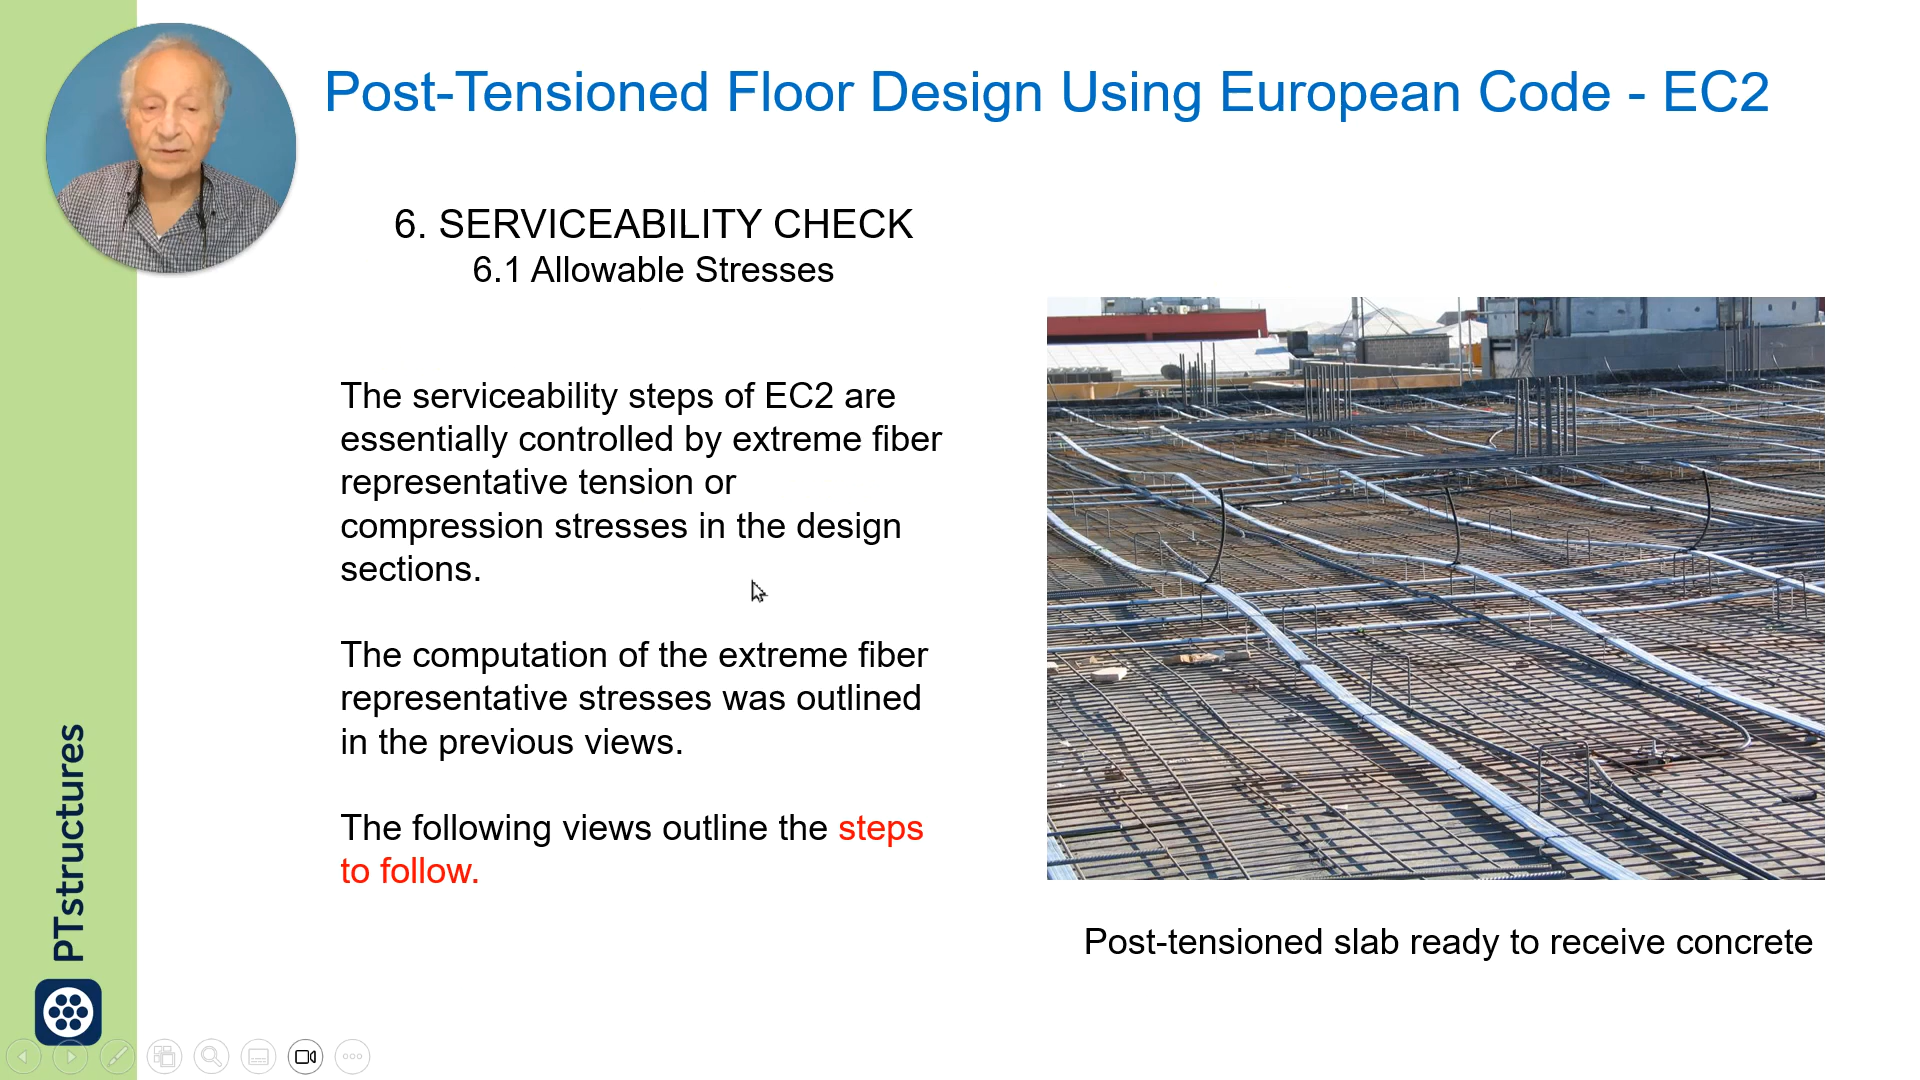 Post-Tensioned Floor Design Using European Code - EC2
6. SERVICEABILITY CHECK
6.1 Allowable Stresses
The serviceability steps of EC2 are
essentially controlled by extreme fiber
representative tension or
compression stresses in the design
sections.
The computation of the extreme fiber
representative stresses was outlined
in the previous views.
The following views outline the steps
to follow.
Post-tensioned slab ready to receive concrete
PTstructures